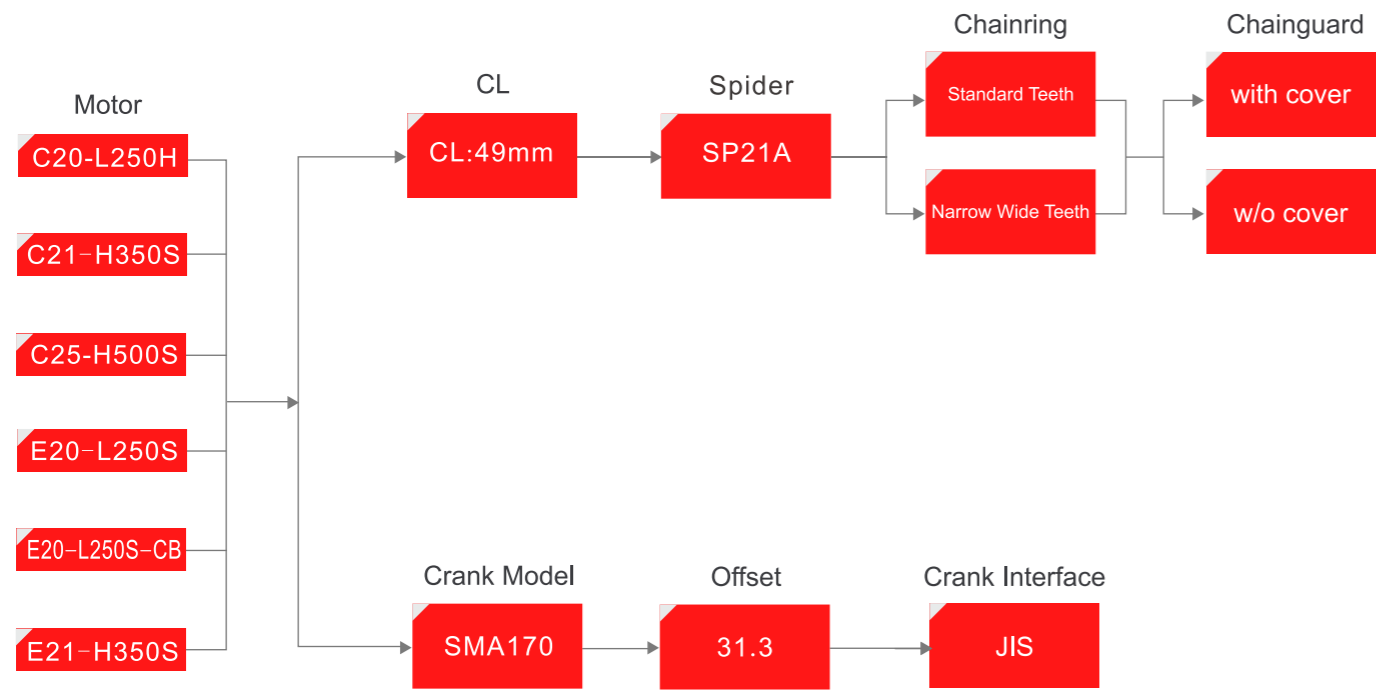 Motor
C20-L250H
C21-H350S
C25-H500S
E20-L250S
E20-L250S-CB
E21-H350S
CL
CL:49mm
Spider
SP21A
Chainring
Standard Teeth
Narrow Wide Teeth
Chainguard
with cover
w/o cover
Crank Model
SMA170
Offset
31.3
Crank Interface
JIS